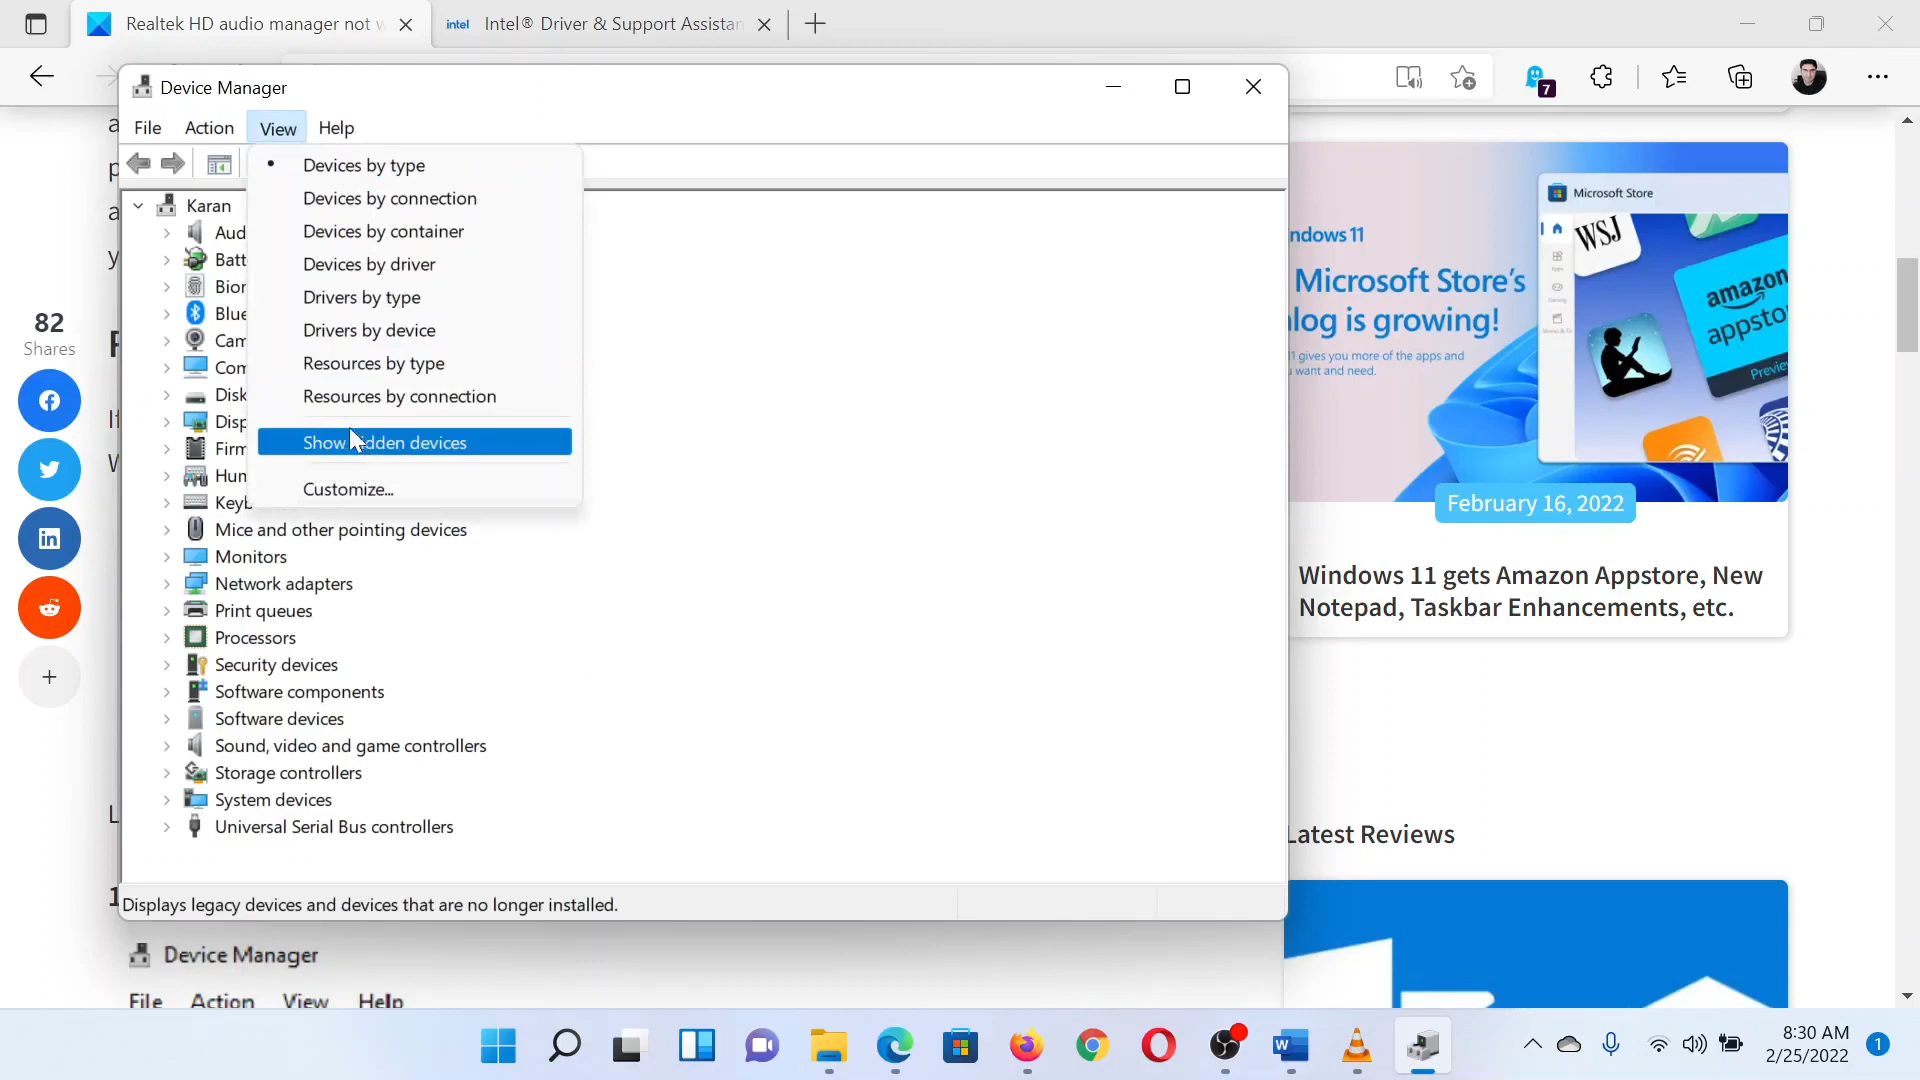 Realtek HD audio manager not w
intel Intel® Driver & Support Assistan
7
Device Manager
File Action View Help
Devices by type
Devices by connection
Devices by container
Devices by driver
Drivers by type
Drivers by device
Resources by type
Resources by connection
Show hidden devices
Customize...
Karan
Aud
Batt
Bior
Blue
Cam
Com
Disk
Disp
Firm
Hum
Keyb
Mice and other pointing devices
Monitors
Network adapters
Print queues
Processors
Security devices
Software components
Software devices
Sound, video and game controllers
Storage controllers
System devices
Universal Serial Bus controllers
Displays legacy devices and devices that are no longer installed.
82
Shares
Device Manager
File Action View Help
Microsoft Store
ndows 11
Microsoft Store's
log is growing!
11 gives you more of the apps and
want and need.
WSJ
amazon
appsto
Preview
February 16, 2022
Windows 11 gets Amazon Appstore, New
Notepad, Taskbar Enhancements, etc.
Latest Reviews
8:30 AM
2/25/2022
1